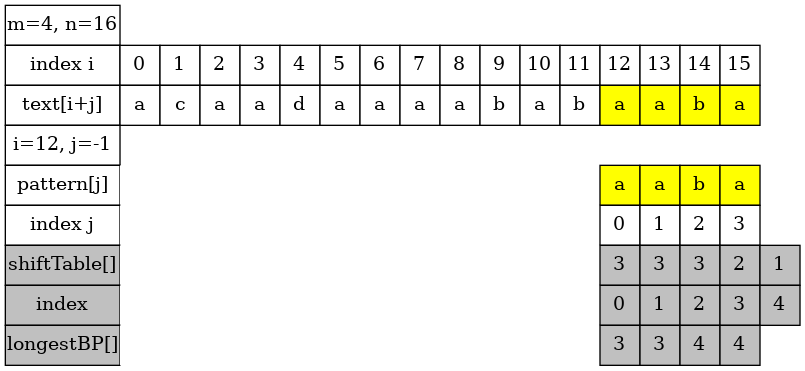 m=4, n=16
index i 0 1 2 3 4 5 6 7 8 9 10 11 12 13 14 15
text[i+j] a c a a d a a a a b a b a a b a
i=12, j=-1
pattern[j] a a b a
index j 0 1 2 3
shiftTable[] 3 3 3 2 1
index 0 1 2 3 4
longestBP[] 3 3 4 4